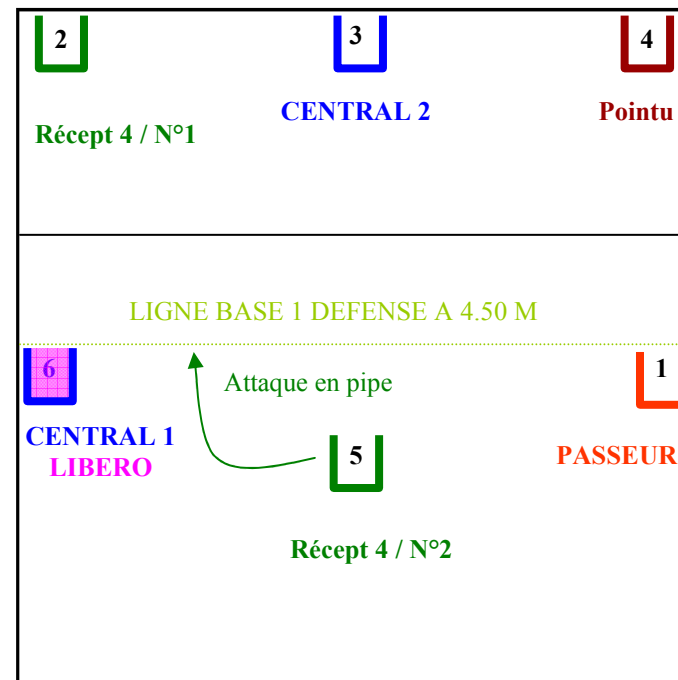 2
3
4
Récept 4 / N°1
CENTRAL 2
Pointu
LIGNE BASE 1 DEFENSE A 4.50 M
6
Attaque en pipe
1
CENTRAL 1
LIBERO
5
PASSEUR
Récept 4 / N°2